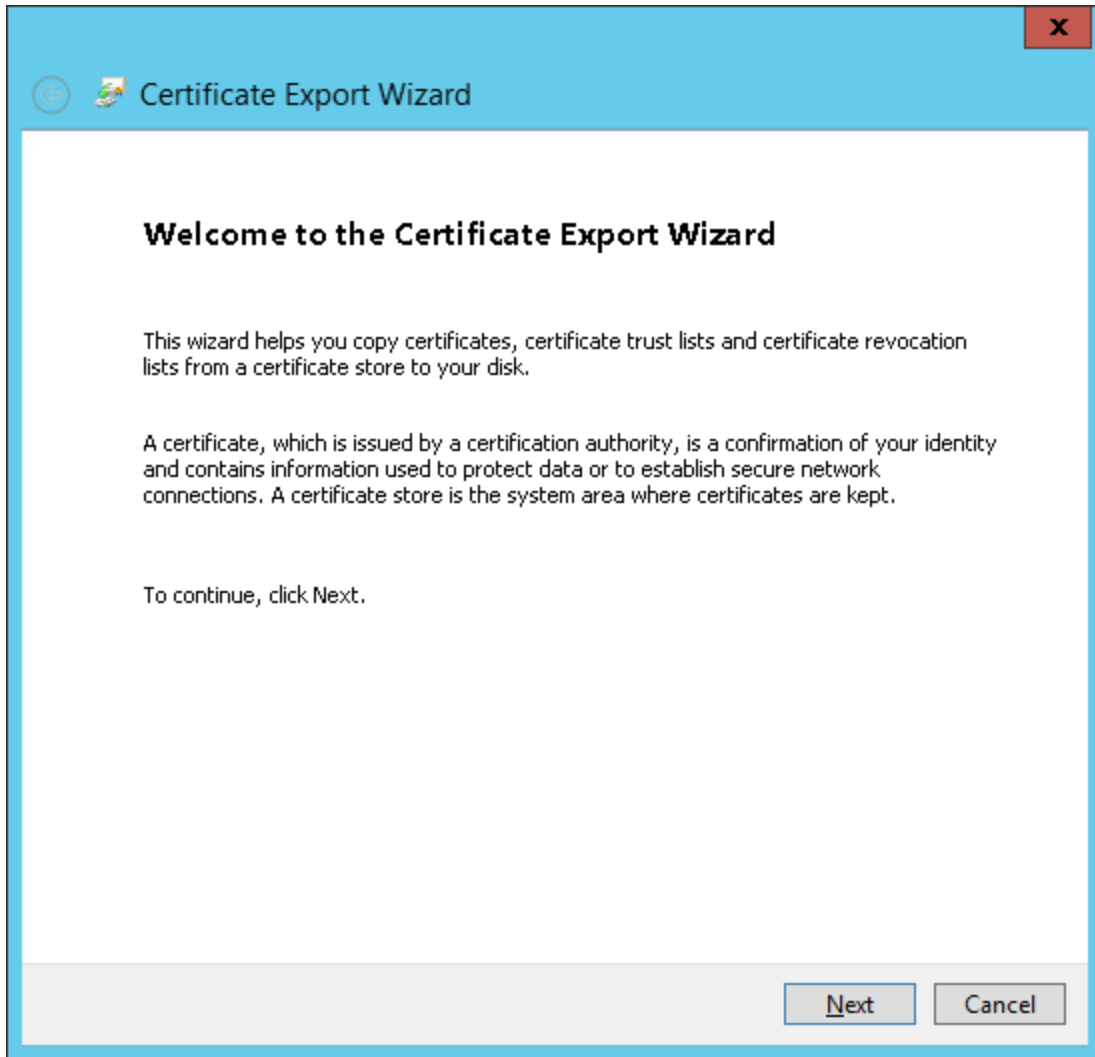 x
Certificate Export Wizard
Welcome to the Certificate Export Wizard
This wizard helps you copy certificates, certificate trust lists and certificate revocation
lists from a certificate store to your disk.
A certificate, which is issued by a certification authority, is a confirmation of your identity
and contains information used to protect data or to establish secure network
connections. A certificate store is the system area where certificates are kept.
To continue, click Next.
Next Cancel